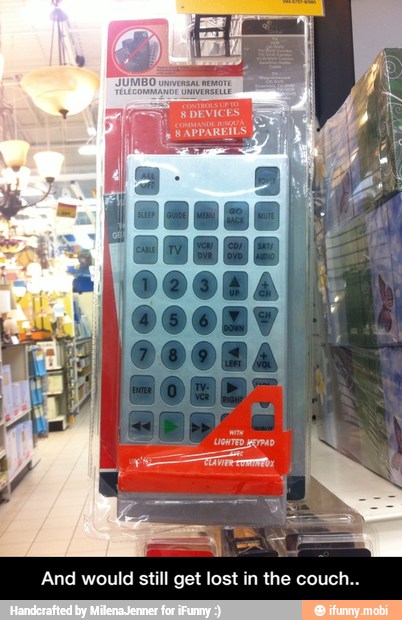 JUMBO UNIVERSAL REMOTE
TÉLÉCOMMANDE UNIVERSELLE
CONTROLS UP TO
8 DEVICES
COMMANDE JUSQU'À
8 APPAREILS
SLEEP GUIDE MENU GO BACK MUTE
CABLE TV VCR/DVR CD/DVD SAT/AUDIO
1 2 3 UP + CH
4 5 6 DOWN CH -
7 8 9 LEFT + VOL
ENTER 0 TV-VCR RIGHT
WITH
LIGHTED KEYPAD
AVEC
CLAVIER LUMINEUX
And would still get lost in the couch..
Handcrafted by MilenaJenner for iFunny :)
ifunny.mobi